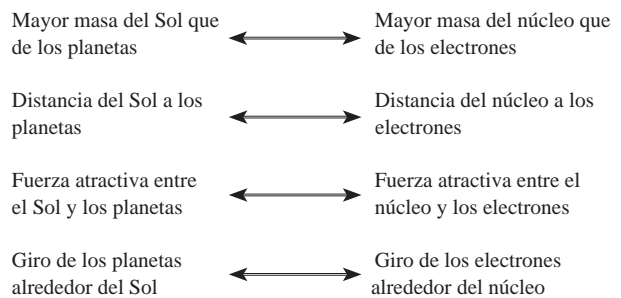 Mayor masa del Sol que
de los planetas
Mayor masa del núcleo que
de los electrones
Distancia del Sol a los
planetas
Distancia del núcleo a los
electrones
Fuerza atractiva entre
el Sol y los planetas
Fuerza atractiva entre el
núcleo y los electrones
Giro de los planetas
alrededor del Sol
Giro de los electrones
alrededor del núcleo